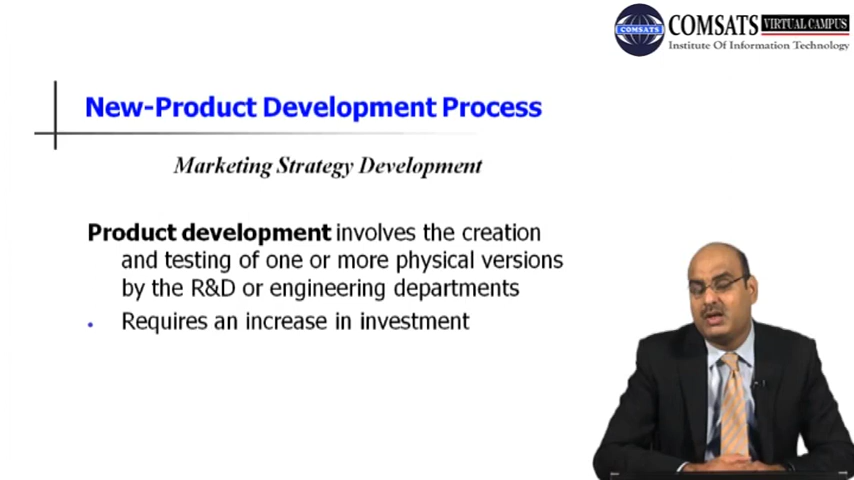 COMSATS VIRTUAL CAMPUS
COMSATS
Institute Of Information Technology
New-Product Development Process
Marketing Strategy Development
Product development involves the creation
and testing of one or more physical versions
by the R&D or engineering departments
• Requires an increase in investment